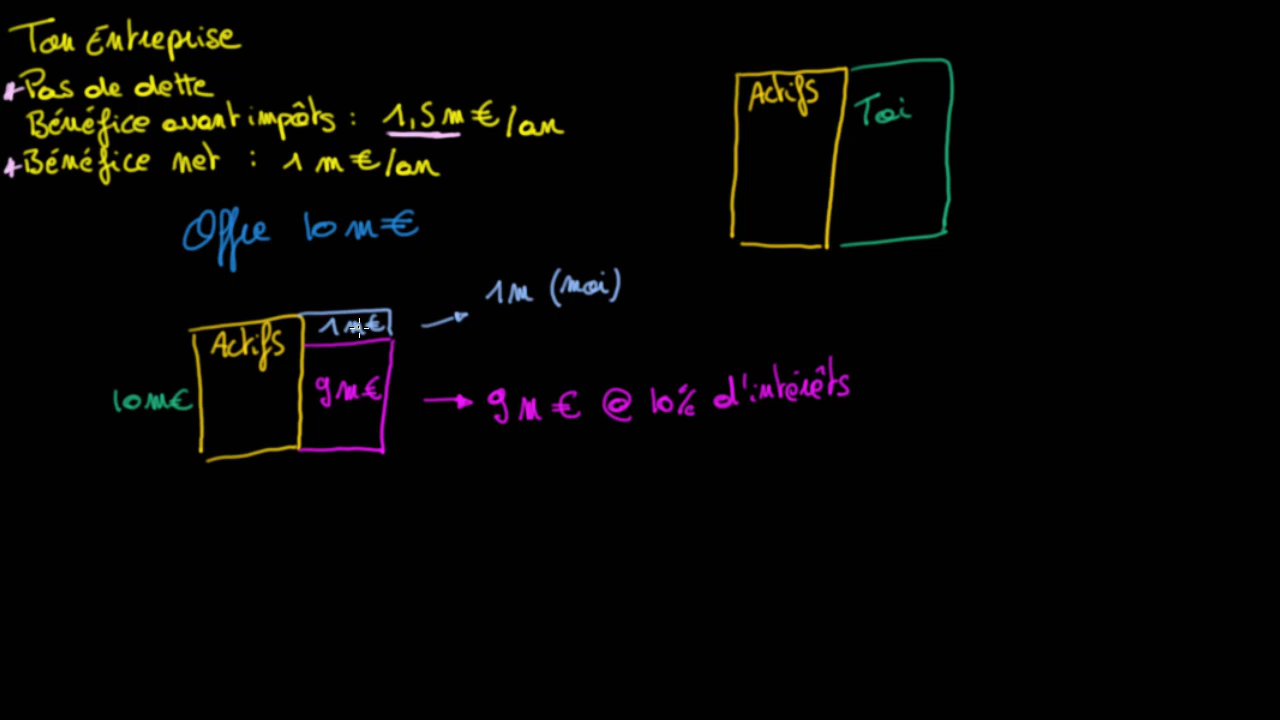 Ton Entreprise
Pas de dette
Bénéfice avant impôts : 1,5 m€/an
Bénéfice net : 1 m€/an
Offre 10 m€
Actifs
Toi
1m (moi)
Actifs
1 m€
10 m€
9 m€
9 m€ @ 10% d'intérêts